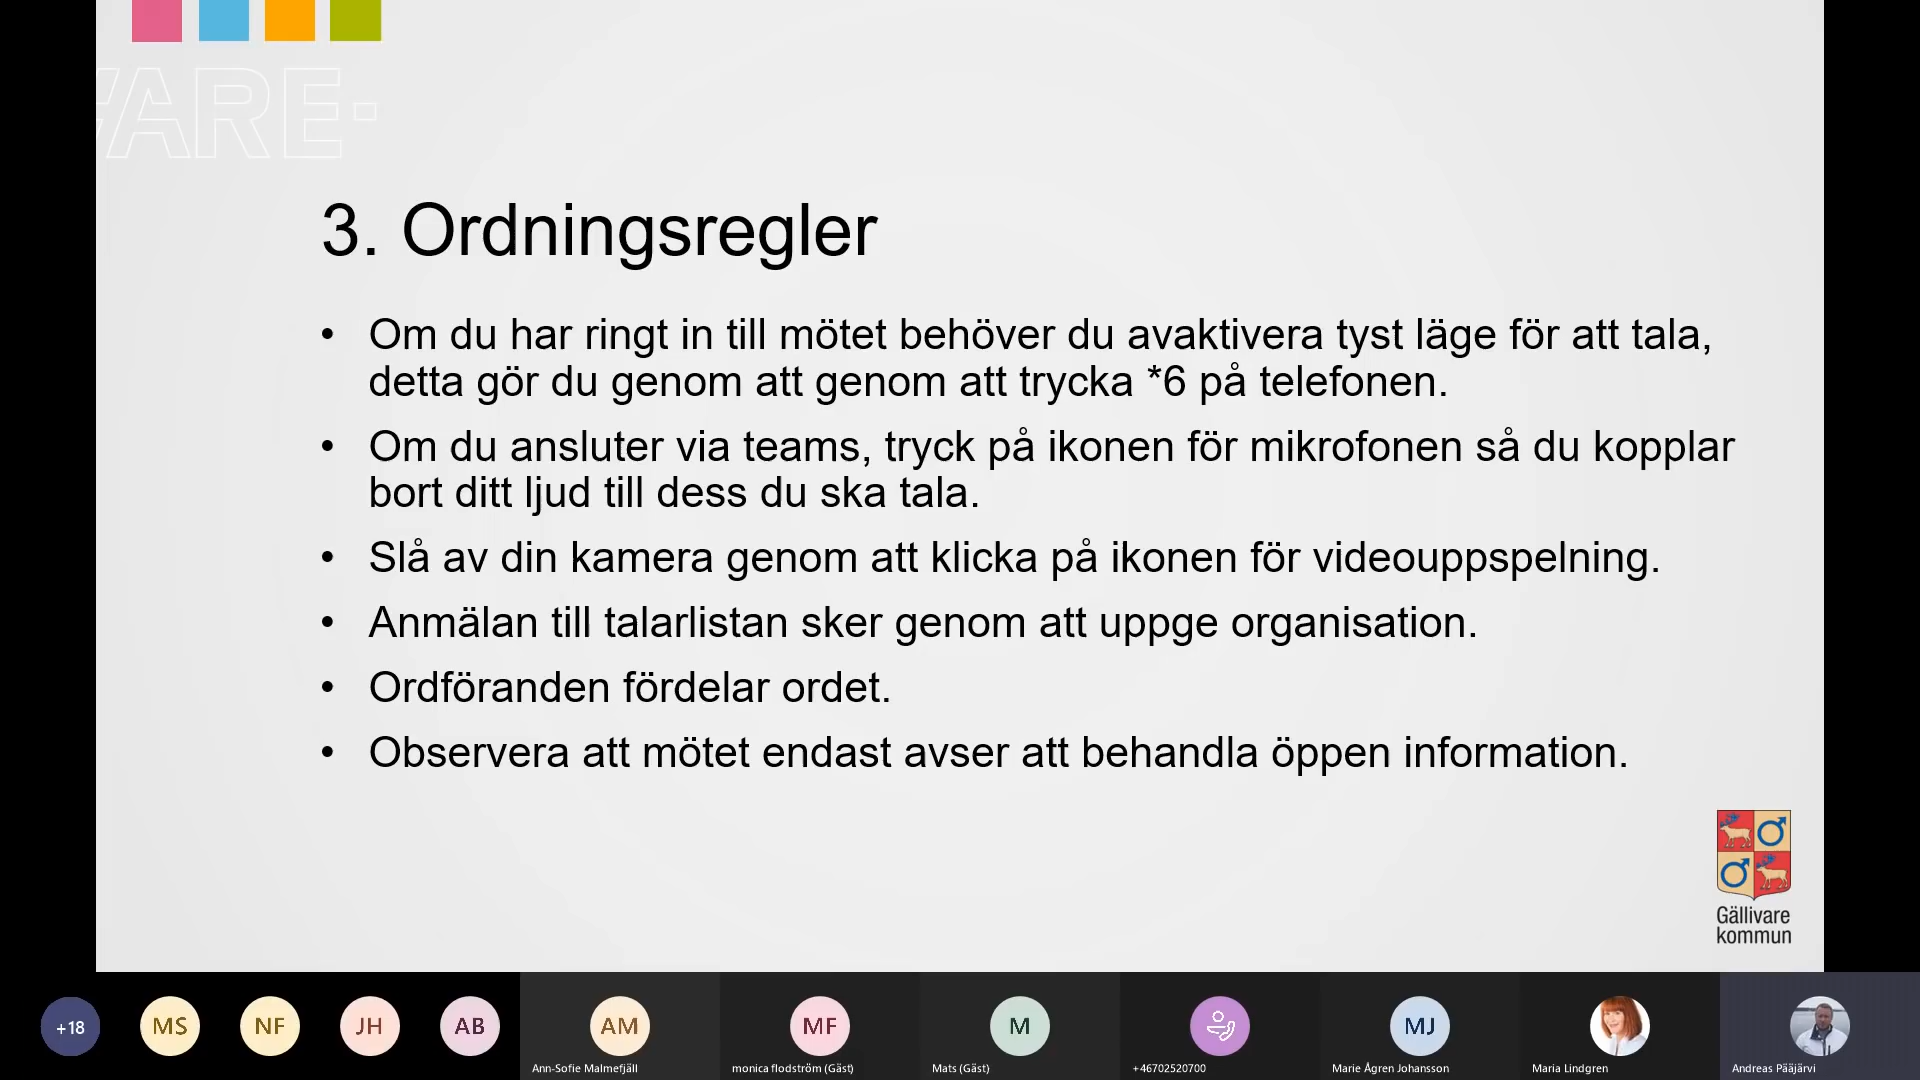 VARE
3. Ordningsregler
• Om du har ringt in till mötet behöver du avaktivera tyst läge för att tala,
detta gör du genom att genom att trycka *6 på telefonen.
• Om du ansluter via teams, tryck på ikonen för mikrofonen så du kopplar
bort ditt ljud till dess du ska tala.
• Slå av din kamera genom att klicka på ikonen för videouppspelning.
• Anmälan till talarlistan sker genom att uppge organisation.
• Ordföranden fördelar ordet.
• Observera att mötet endast avser att behandla öppen information.
Gällivare
kommun
+18 MS NF JH AB AM MF M MJ
Ann-Sofie Malmefjäll monica flodström (Gäst) Mats (Gäst) +46702520700 Marie Ågren Johansson Maria Lindgren Andreas Pääjärvi